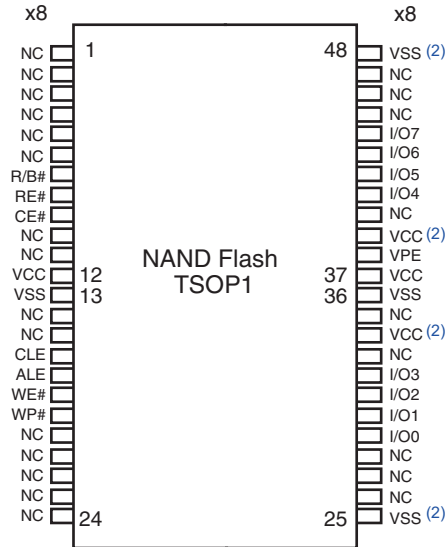 x8 x8
NC 1 48 VSS (2)
NC NC
NC NC
NC NC
NC I/O7
NC I/O6
R/B# I/O5
RE# I/O4
CE# NC
NC VCC (2)
NC VPE
VCC 12 37 VCC
VSS 13 36 VSS
NAND Flash
TSOP1
NC NC
NC VCC (2)
CLE NC
ALE I/O3
WE# I/O2
WP# I/O1
NC I/O0
NC NC
NC NC
NC NC
NC 24 25 VSS (2)